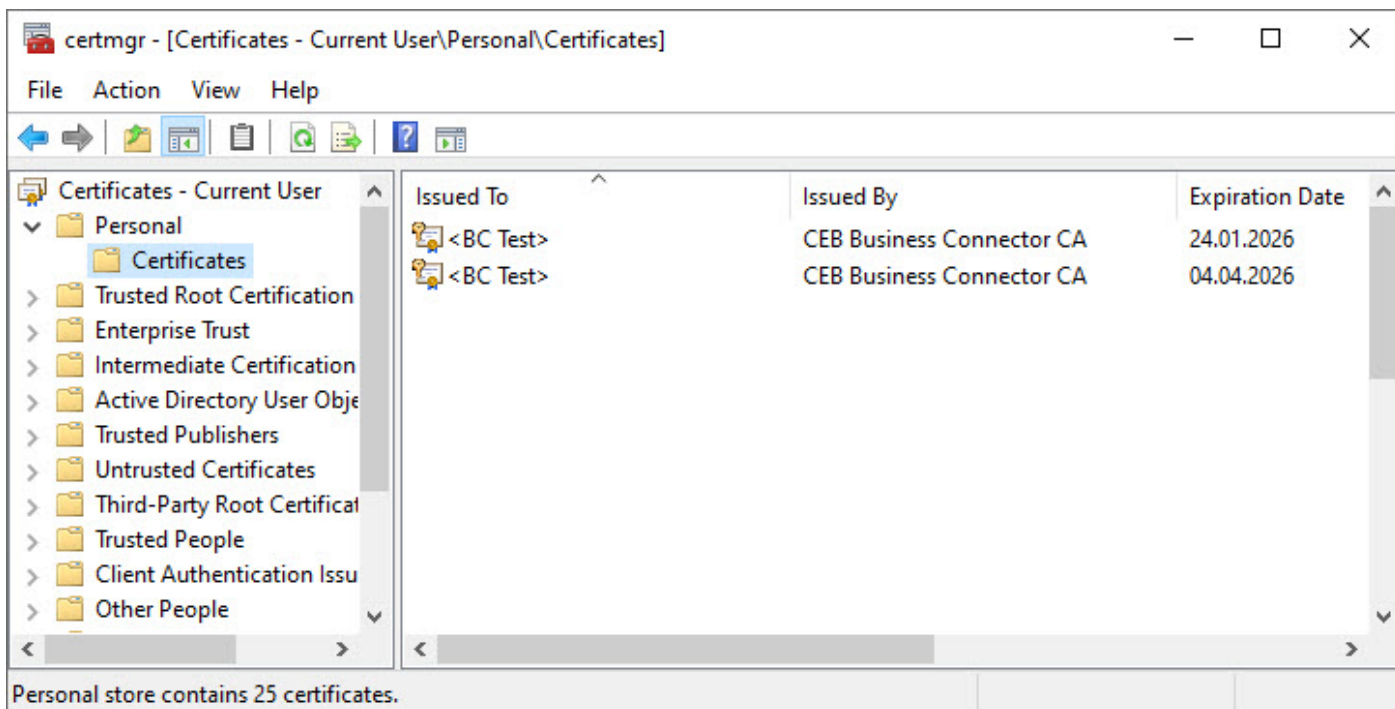 certmgr - [Certificates - Current User\Personal\Certificates]
File Action View Help
Certificates - Current User
Personal
Certificates
Trusted Root Certification
Enterprise Trust
Intermediate Certification
Active Directory User Obje
Trusted Publishers
Untrusted Certificates
Third-Party Root Certificat
Trusted People
Client Authentication Issu
Other People
Issued To Issued By Expiration Date
<BC Test> CEB Business Connector CA 24.01.2026
<BC Test> CEB Business Connector CA 04.04.2026
Personal store contains 25 certificates.